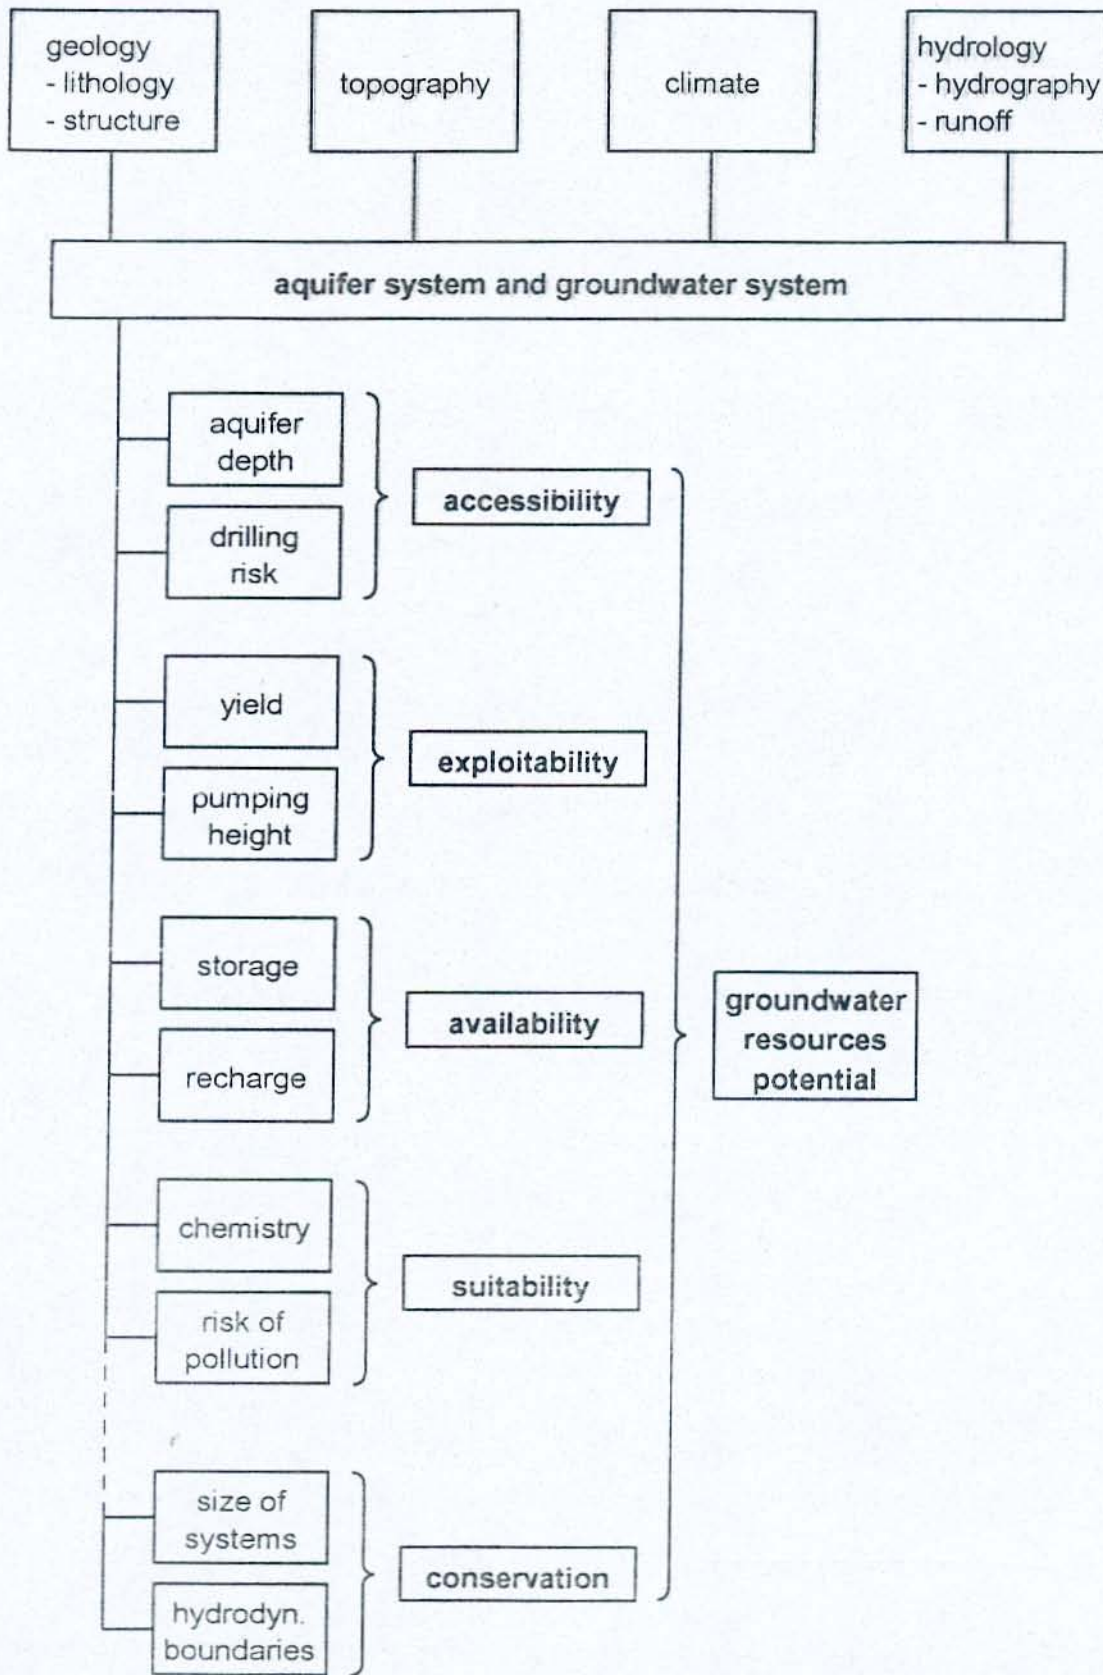 geology
- lithology
- structure
topography
climate
hydrology
- hydrography
- runoff
aquifer system and groundwater system
aquifer
depth
drilling
risk
accessibility
yield
pumping
height
exploitability
storage
recharge
availability
groundwater
resources
potential
chemistry
risk of
pollution
suitability
size of
systems
hydrodyn.
boundaries
conservation